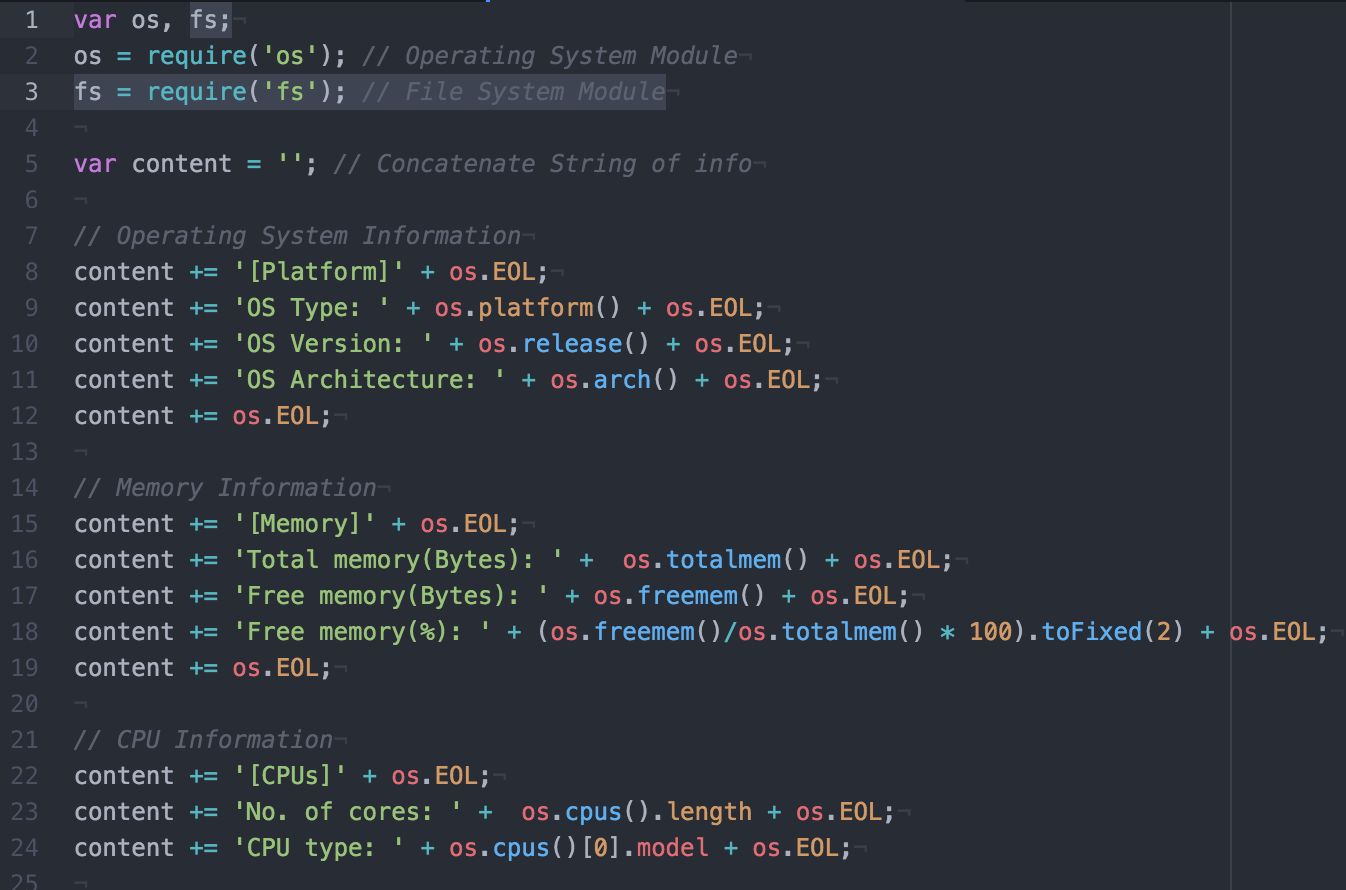 1 var os, fs;¬
2 os = require('os'); // Operating System Module¬
3 fs = require('fs'); // File System Module¬
4 ¬
5 var content = ''; // Concatenate String of info¬
6 ¬
7 // Operating System Information¬
8 content += '[Platform]' + os.EOL;¬
9 content += 'OS Type: ' + os.platform() + os.EOL;¬
10 content += 'OS Version: ' + os.release() + os.EOL;¬
11 content += 'OS Architecture: ' + os.arch() + os.EOL;¬
12 content += os.EOL;¬
13 ¬
14 // Memory Information¬
15 content += '[Memory]' + os.EOL;¬
16 content += 'Total memory(Bytes): ' +  os.totalmem() + os.EOL;¬
17 content += 'Free memory(Bytes): ' + os.freemem() + os.EOL;¬
18 content += 'Free memory(%): ' + (os.freemem()/os.totalmem() * 100).toFixed(2) + os.EOL;¬
19 content += os.EOL;¬
20 ¬
21 // CPU Information¬
22 content += '[CPUs]' + os.EOL;¬
23 content += 'No. of cores: ' +  os.cpus().length + os.EOL;¬
24 content += 'CPU type: ' + os.cpus()[0].model + os.EOL;¬
25 ¬